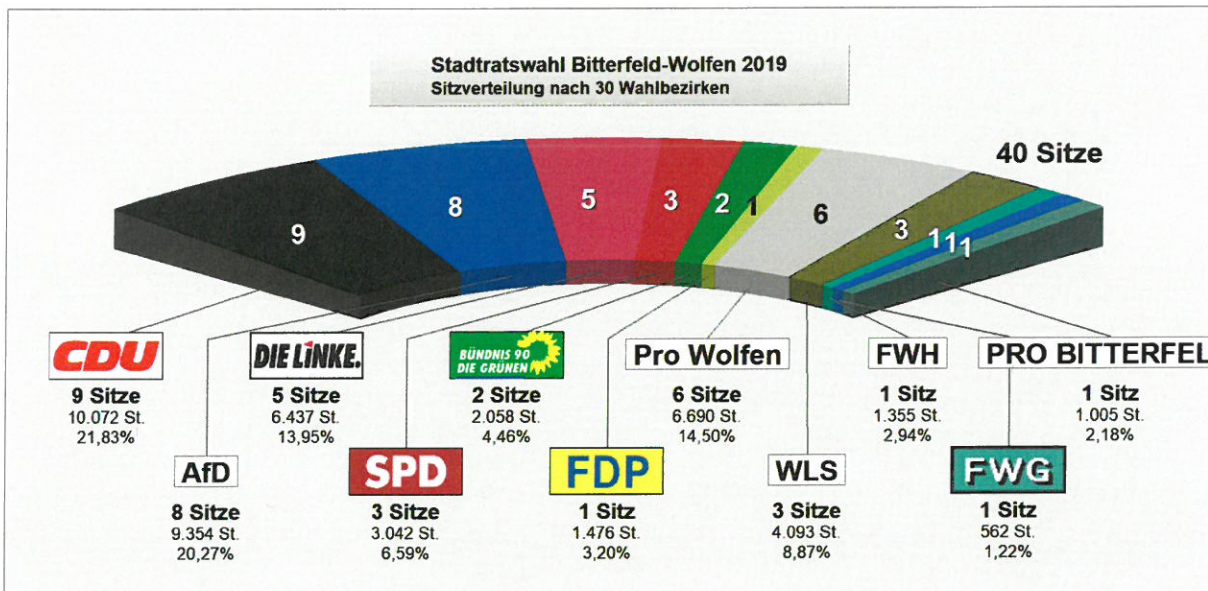 Stadtratswahl Bitterfeld-Wolfen 2019
Sitzverteilung nach 30 Wahlbezirken
40 Sitze
9
8
5
3
2
1
6
3
1
1
1
CDU
9 Sitze
10.072 St.
21,83%
AfD
8 Sitze
9.354 St.
20,27%
DIE LINKE.
5 Sitze
6.437 St.
13,95%
SPD
3 Sitze
3.042 St.
6,59%
BÜNDNIS 90
DIE GRÜNEN
2 Sitze
2.058 St.
4,46%
FDP
1 Sitz
1.476 St.
3,20%
Pro Wolfen
6 Sitze
6.690 St.
14,50%
WLS
3 Sitze
4.093 St.
8,87%
FWH
1 Sitz
1.355 St.
2,94%
FWG
1 Sitz
562 St.
1,22%
PRO BITTERFEL
1 Sitz
1.005 St.
2,18%